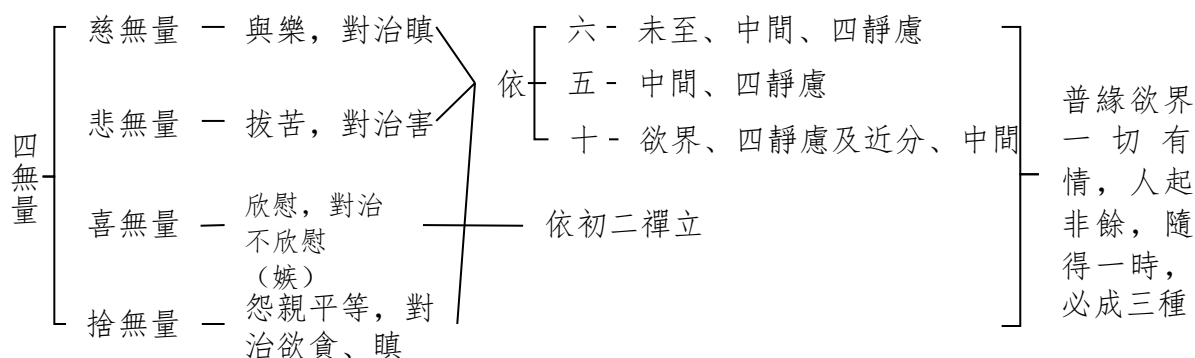 四無量
慈無量 — 與樂，對治瞋
悲無量 — 拔苦，對治害
喜無量 — 欣慰，對治
不欣慰
（嫉）
捨無量 — 怨親平等，對
治欲貪、瞋
依
六 - 未至、中間、四靜慮
五 - 中間、四靜慮
十 - 欲界、四靜慮及近分、中間
依初二禪立
普緣欲界
一切有
情，人起
非餘，隨
得一時，
必成三種